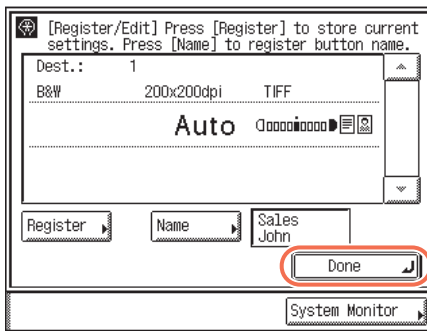 [Register/Edit] Press [Register] to store current
settings. Press [Name] to register button name.
Dest.: 1
B&W 200x200dpi TIFF
Auto
Register Name Sales
John
Done
System Monitor